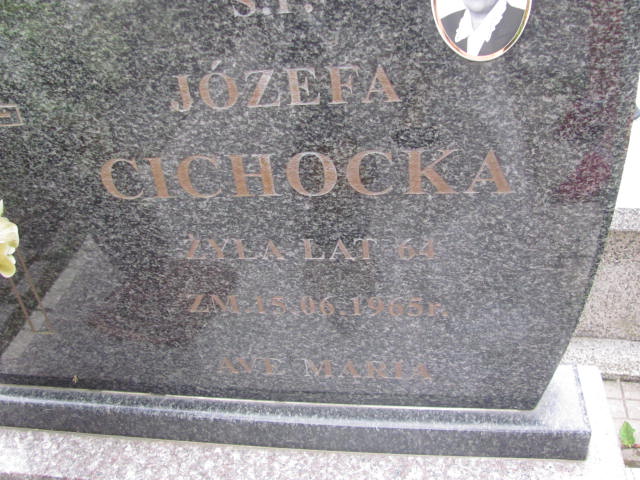 Ś.P.
JÓZEFA
CICHOCKA
ŻYŁA LAT 64
ZM 15.06.1965r.
AVE MARIA